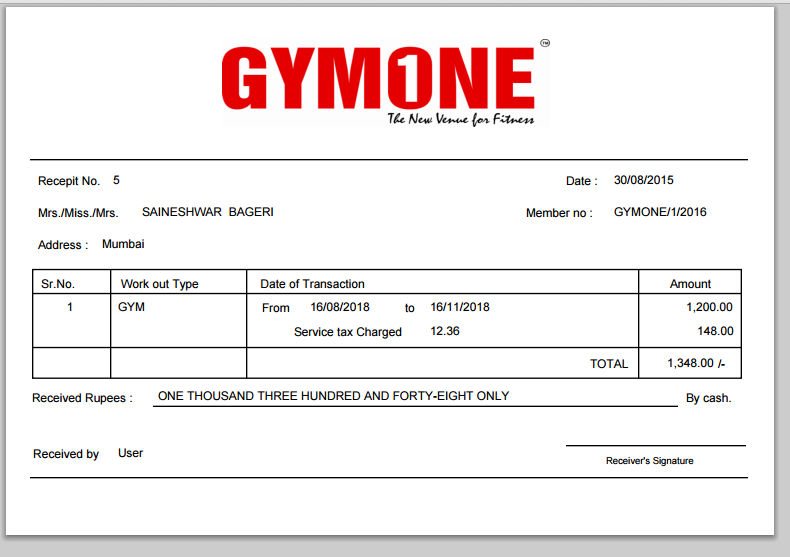 GYMONE ™
The New Venue for Fitness
Recepit No. 5 Date : 30/08/2015
Mrs./Miss./Mrs. SAINESHWAR BAGERI Member no : GYMONE/1/2016
Address : Mumbai
Sr.No. Work out Type Date of Transaction Amount
1 GYM From 16/08/2018 to 16/11/2018 1,200.00
Service tax Charged 12.36 148.00
TOTAL 1,348.00 /-
Received Rupees : ONE THOUSAND THREE HUNDRED AND FORTY-EIGHT ONLY By cash.
Received by User
Receiver's Signature